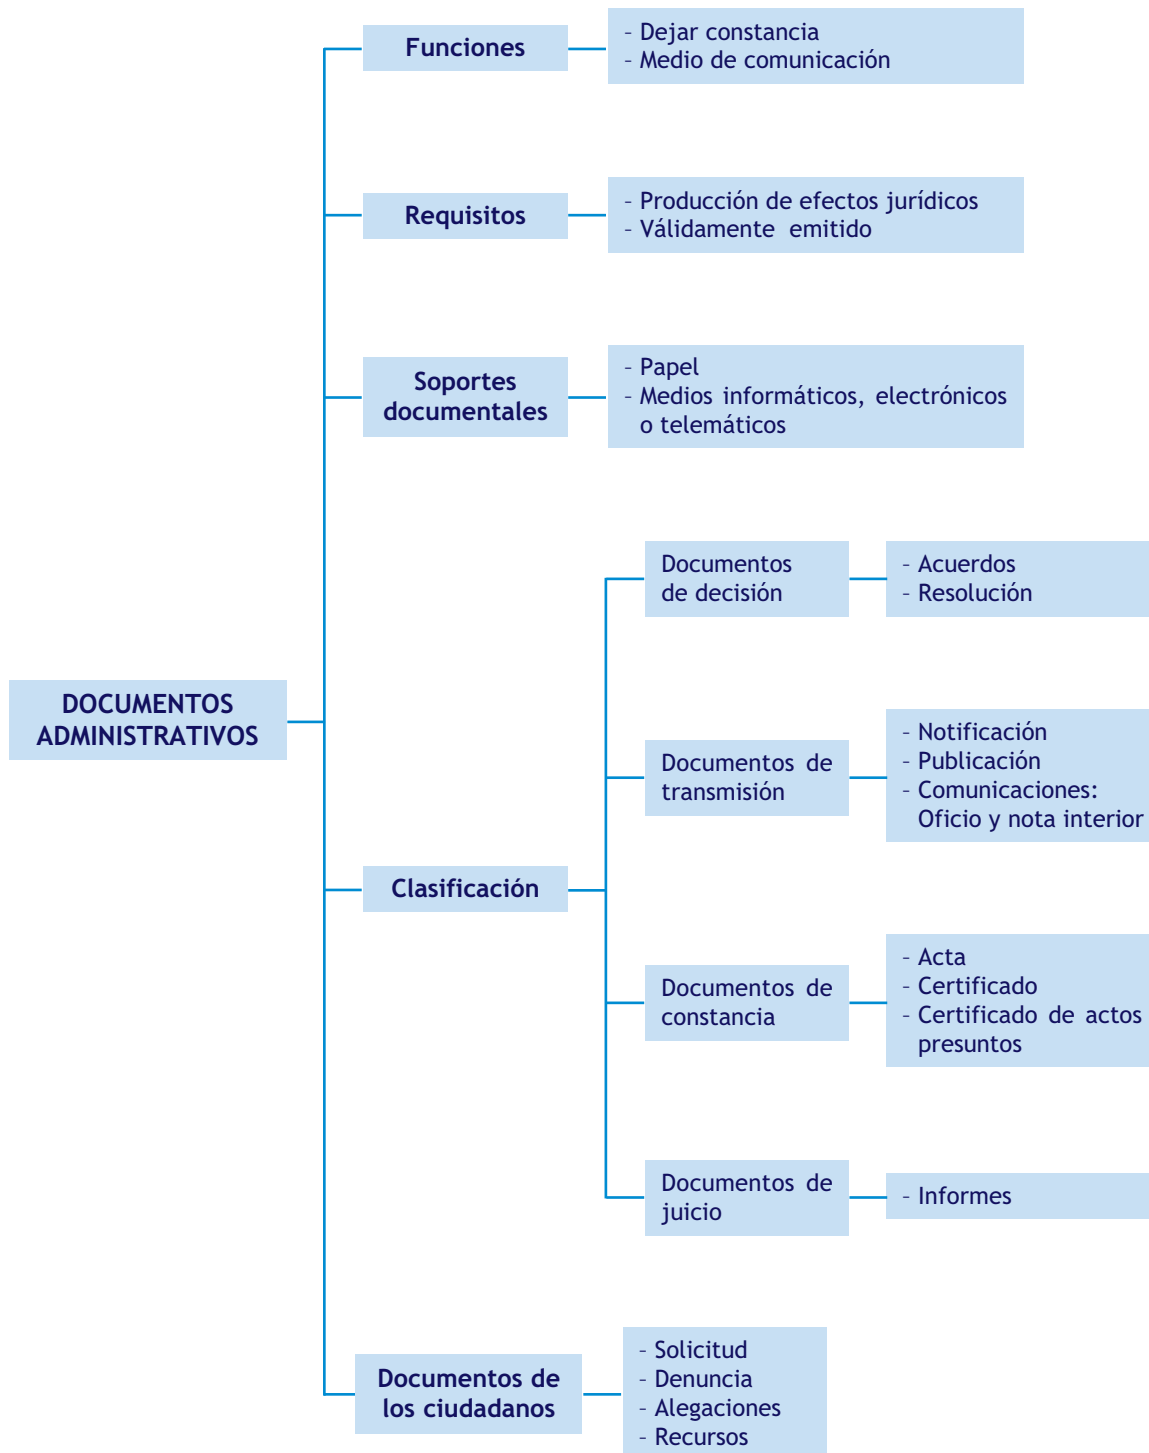 Funciones
- Dejar constancia
- Medio de comunicación
Requisitos
- Producción de efectos jurídicos
- Válidamente emitido
Soportes
documentales
- Papel
- Medios informáticos, electrónicos
o telemáticos
DOCUMENTOS
ADMINISTRATIVOS
Clasificación
Documentos
de decisión
- Acuerdos
- Resolución
Documentos de
transmisión
- Notificación
- Publicación
- Comunicaciones:
Oficio y nota interior
Documentos de
constancia
- Acta
- Certificado
- Certificado de actos
presuntos
Documentos de
juicio
- Informes
Documentos de
los ciudadanos
- Solicitud
- Denuncia
- Alegaciones
- Recursos